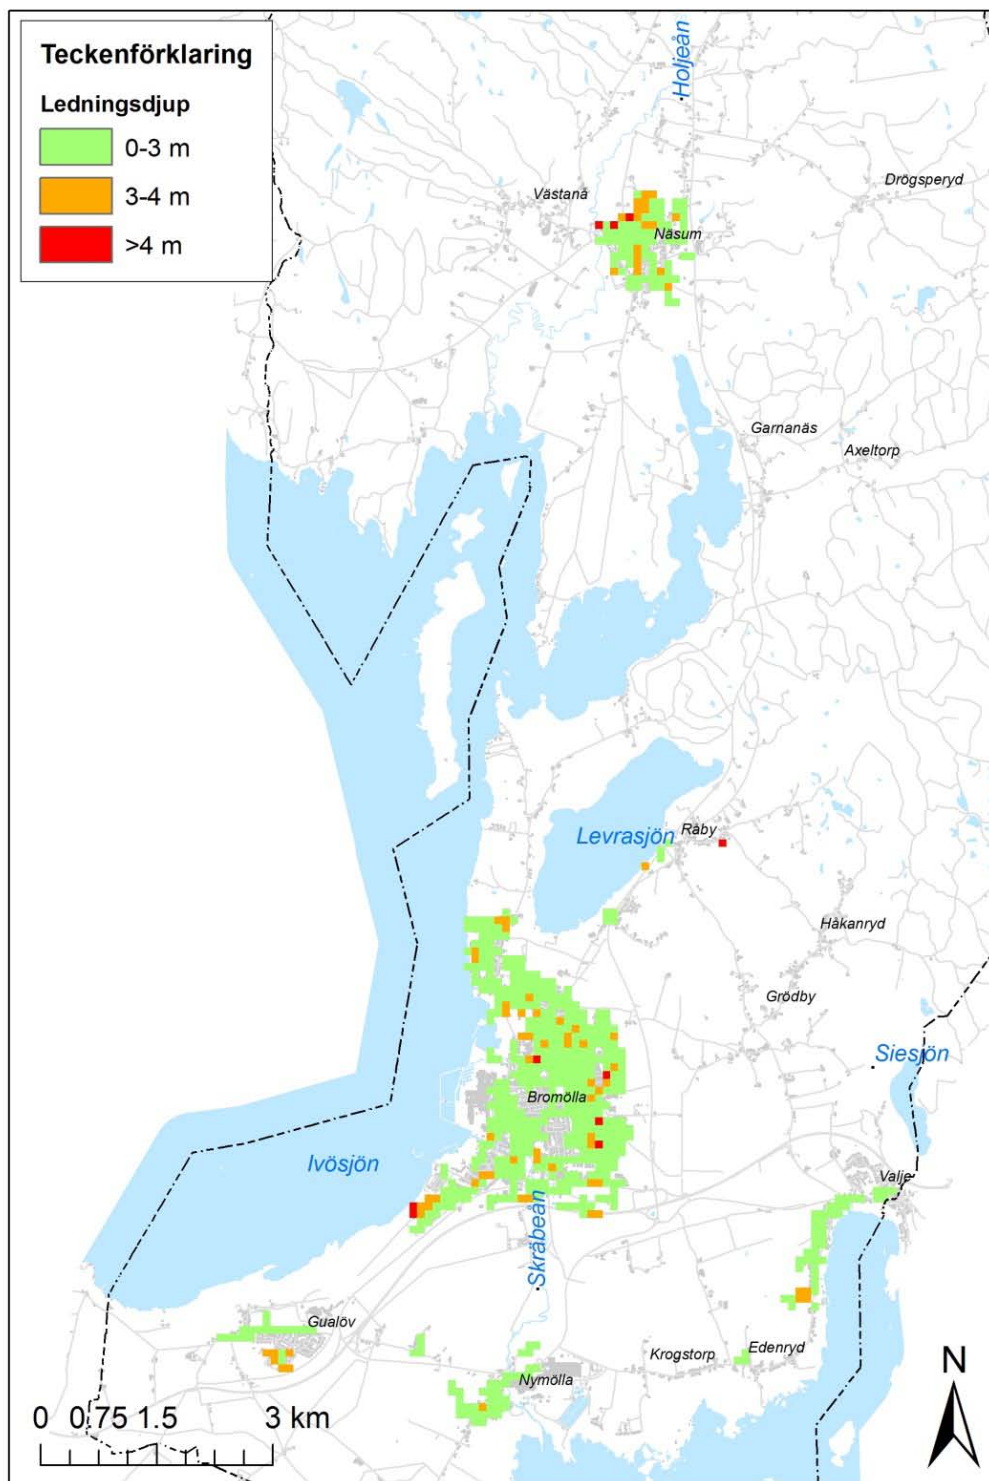 Teckenförklaring
Ledningsdjup
0-3 m
3-4 m
>4 m
Holjeån
Västanå
Drögsperyd
Näsum
Garnanäs
Axeltorp
Levrasjön
Råby
Håkanryd
Grödby
Siesjön
Bromölla
Ivösjön
Valje
Skräbeån
Gualöv
Krogstorp
Edenryd
Nymölla
N
0 0,75 1.5 3 km